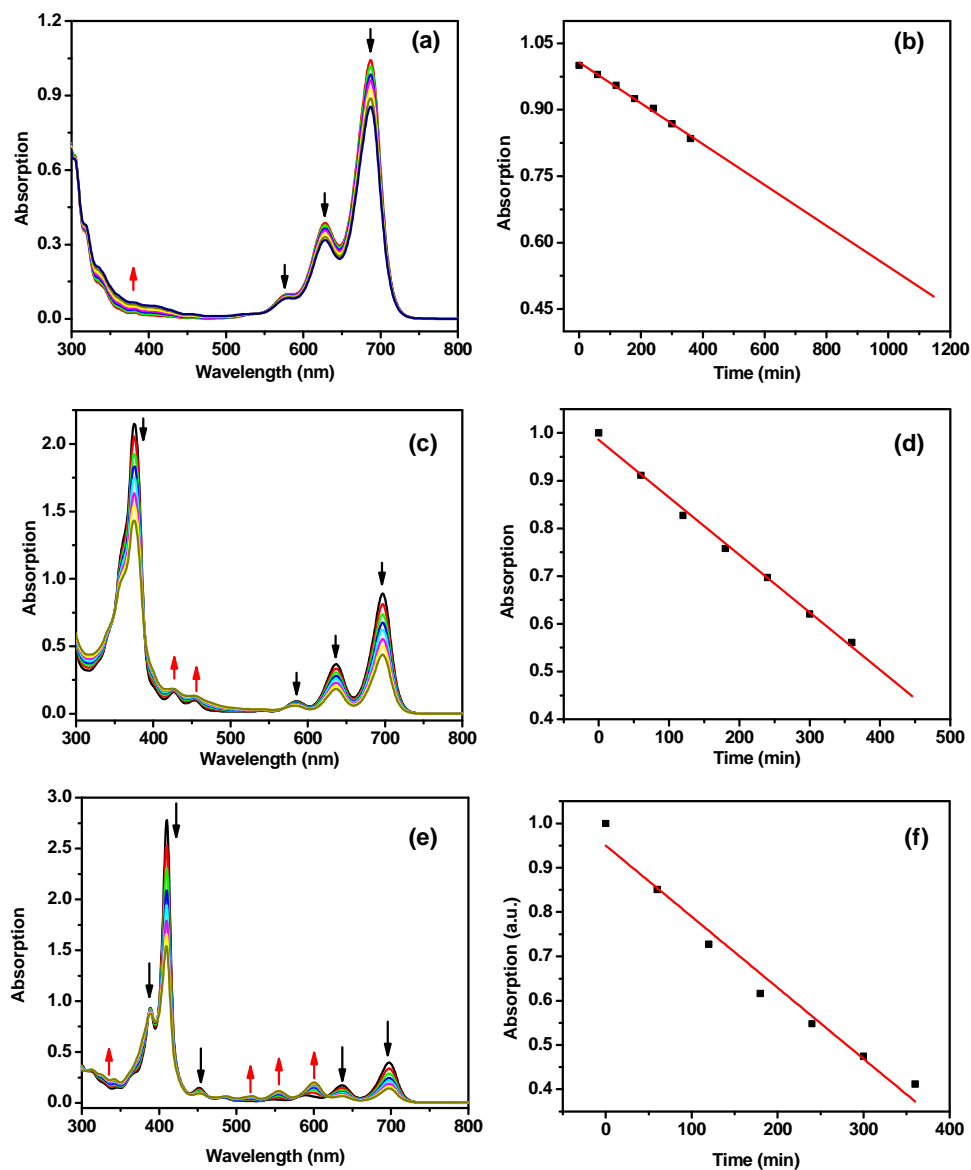 (a)
1.2
0.9
0.6
0.3
0.0
Absorption
300 400 500 600 700 800
Wavelength (nm)
(b)
1.05
0.90
0.75
0.60
0.45
Absorption
0 200 400 600 800 1000 1200
Time (min)
(c)
2.0
1.5
1.0
0.5
0.0
Absorption
300 400 500 600 700 800
Wavelength (nm)
(d)
1.0
0.9
0.8
0.7
0.6
0.5
0.4
Absorption
0 100 200 300 400 500
Time (min)
(e)
3.0
2.5
2.0
1.5
1.0
0.5
0.0
Absorption
300 400 500 600 700 800
Wavelength (nm)
(f)
1.0
0.9
0.8
0.7
0.6
0.5
0.4
Absorption (a.u.)
0 100 200 300 400
Time (min)